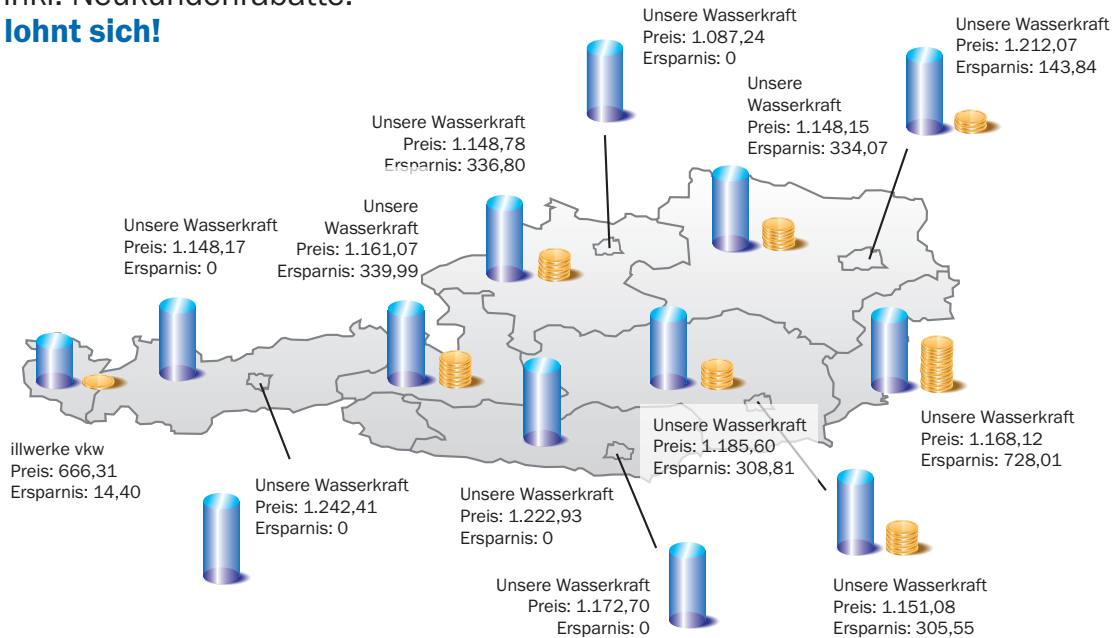 inkl. Neukundenrabatte.
lohnt sich!
Unsere Wasserkraft
Preis: 1.087,24
Ersparnis: 0
Unsere Wasserkraft
Preis: 1.212,07
Ersparnis: 143,84
Unsere
Wasserkraft
Preis: 1.148,15
Ersparnis: 334,07
Unsere Wasserkraft
Preis: 1.148,78
Ersparnis: 336,80
Unsere
Wasserkraft
Preis: 1.161,07
Ersparnis: 339,99
Unsere Wasserkraft
Preis: 1.148,17
Ersparnis: 0
illwerke vkw
Preis: 666,31
Ersparnis: 14,40
Unsere Wasserkraft
Preis: 1.242,41
Ersparnis: 0
Unsere Wasserkraft
Preis: 1.222,93
Ersparnis: 0
Unsere Wasserkraft
Preis: 1.185,60
Ersparnis: 308,81
Unsere Wasserkraft
Preis: 1.168,12
Ersparnis: 728,01
Unsere Wasserkraft
Preis: 1.172,70
Ersparnis: 0
Unsere Wasserkraft
Preis: 1.151,08
Ersparnis: 305,55